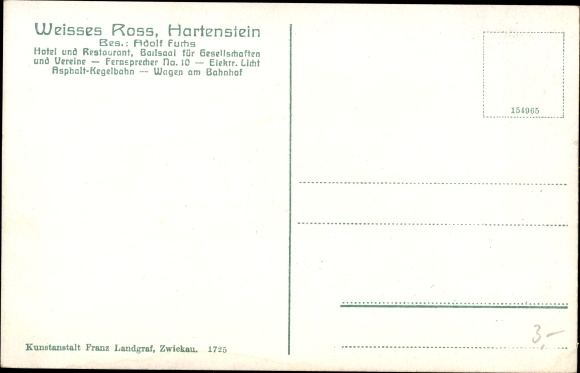 Weisses Ross, Hartenstein
Bes.: Adolf Fuchs
Hotel und Restaurant, Ballsaal für Gesellschaften
und Vereine — Fernsprecher No. 10 — Elektr. Licht
Asphalt-Kegelbahn — Wagen am Bahnhof
154965
3,-
Kunstanstalt Franz Landgraf, Zwickau. 1725